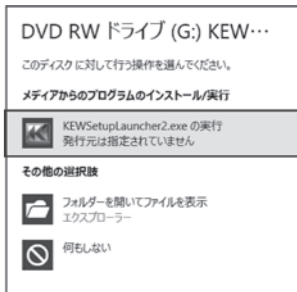 DVD RW ドライブ (G:) KEW…
このディスク に対して行う操作を選んでください。
メディアからのプログラムのインストール/実行
KEWSetupLauncher2.exe の実行
発行元は指定されていません
その他の選択肢
フォルダーを開いてファイルを表示
エクスプローラー
何もしない